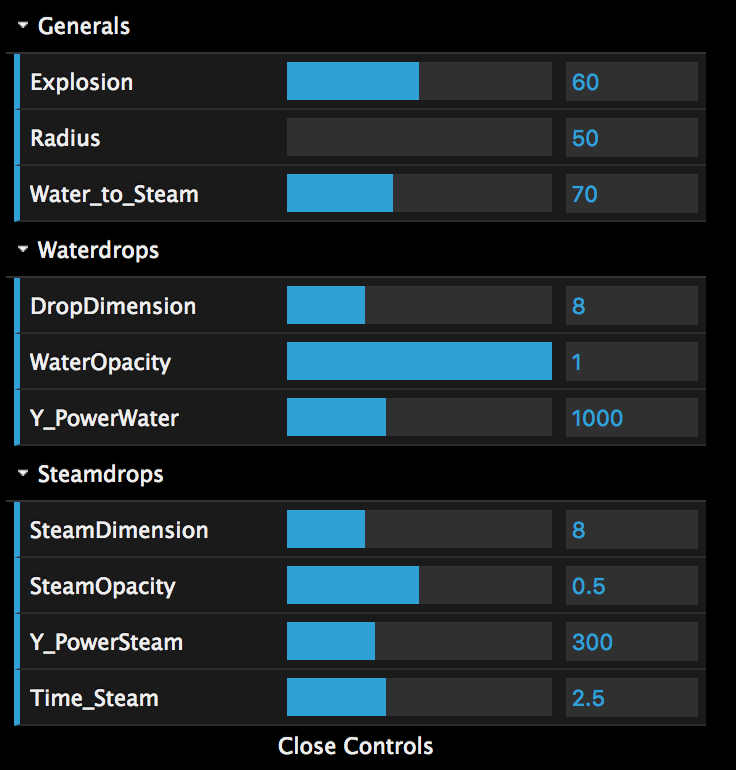 Generals
Explosion 60
Radius 50
Water_to_Steam 70
Waterdrops
DropDimension 8
WaterOpacity 1
Y_PowerWater 1000
Steamdrops
SteamDimension 8
SteamOpacity 0.5
Y_PowerSteam 300
Time_Steam 2.5
Close Controls